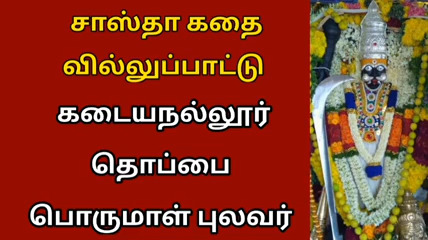 சாஸ்தா கதை
வில்லுப்பாட்டு
கடையநல்லூர்
தொப்பை
பொருமாள் புலவர்